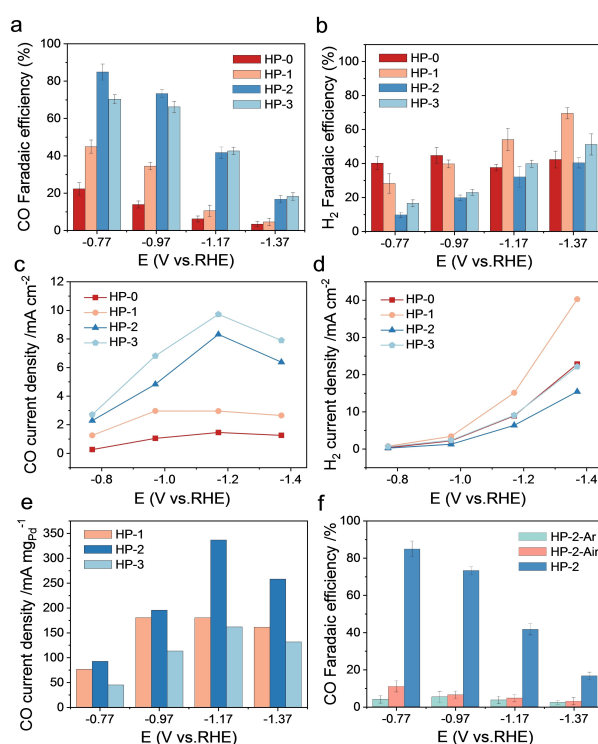 a
CO Faradaic efficiency (%)
100
80
60
40
20
0
HP-0
HP-1
HP-2
HP-3
-0.77
-0.97
-1.17
-1.37
E (V vs.RHE)
b
H₂ Faradaic efficiency (%)
100
80
60
40
20
0
HP-0
HP-1
HP-2
HP-3
-0.77
-0.97
-1.17
-1.37
E (V vs.RHE)
c
CO current density /mA cm⁻²
12
10
8
6
4
2
0
HP-0
HP-1
HP-2
HP-3
-0.8
-1.0
-1.2
-1.4
E (V vs.RHE)
d
H₂ current density /mA cm⁻²
40
30
20
10
0
HP-0
HP-1
HP-2
HP-3
-0.8
-1.0
-1.2
-1.4
E (V vs.RHE)
e
CO current density /mA mg_Pd⁻¹
350
300
250
200
150
100
50
0
HP-1
HP-2
HP-3
-0.77
-0.97
-1.17
-1.37
E (V vs.RHE)
f
CO Faradaic efficiency /%
100
80
60
40
20
0
HP-2-Ar
HP-2-Air
HP-2
-0.77
-0.97
-1.17
-1.37
E (V vs.RHE)